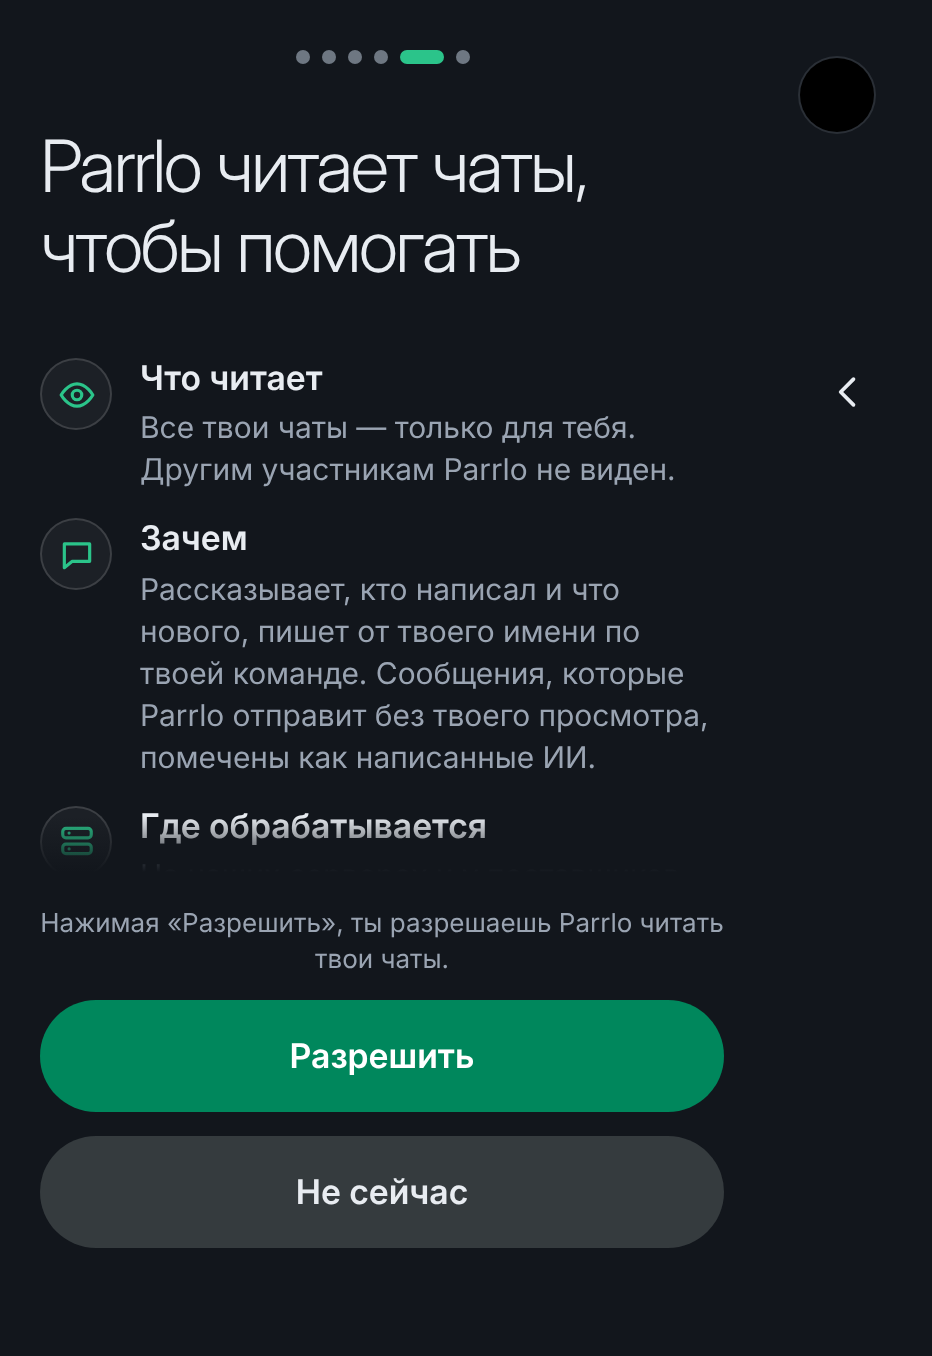 Parrlo читает чаты,
чтобы помогать
Что читает
Все твои чаты — только для тебя.
Другим участникам Parrlo не виден.
Зачем
Рассказывает, кто написал и что
нового, пишет от твоего имени по
твоей команде. Сообщения, которые
Parrlo отправит без твоего просмотра,
помечены как написанные ИИ.
Где обрабатывается
Нажимая «Разрешить», ты разрешаешь Parrlo читать
твои чаты.
Разрешить
Не сейчас